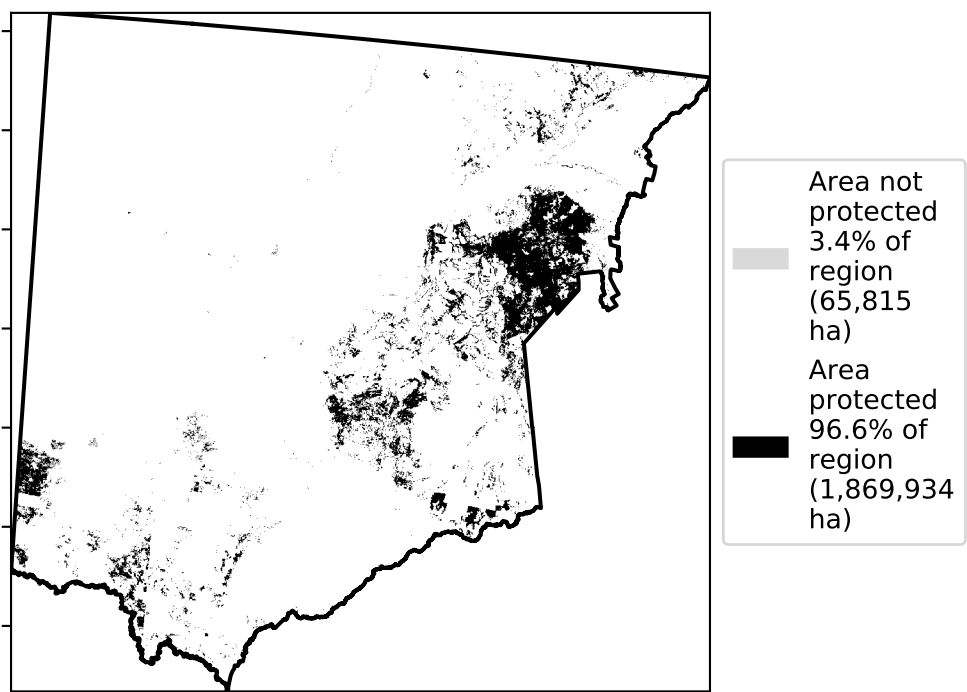 Area not
protected
3.4% of
region
(65,815
ha)
Area
protected
96.6% of
region
(1,869,934
ha)